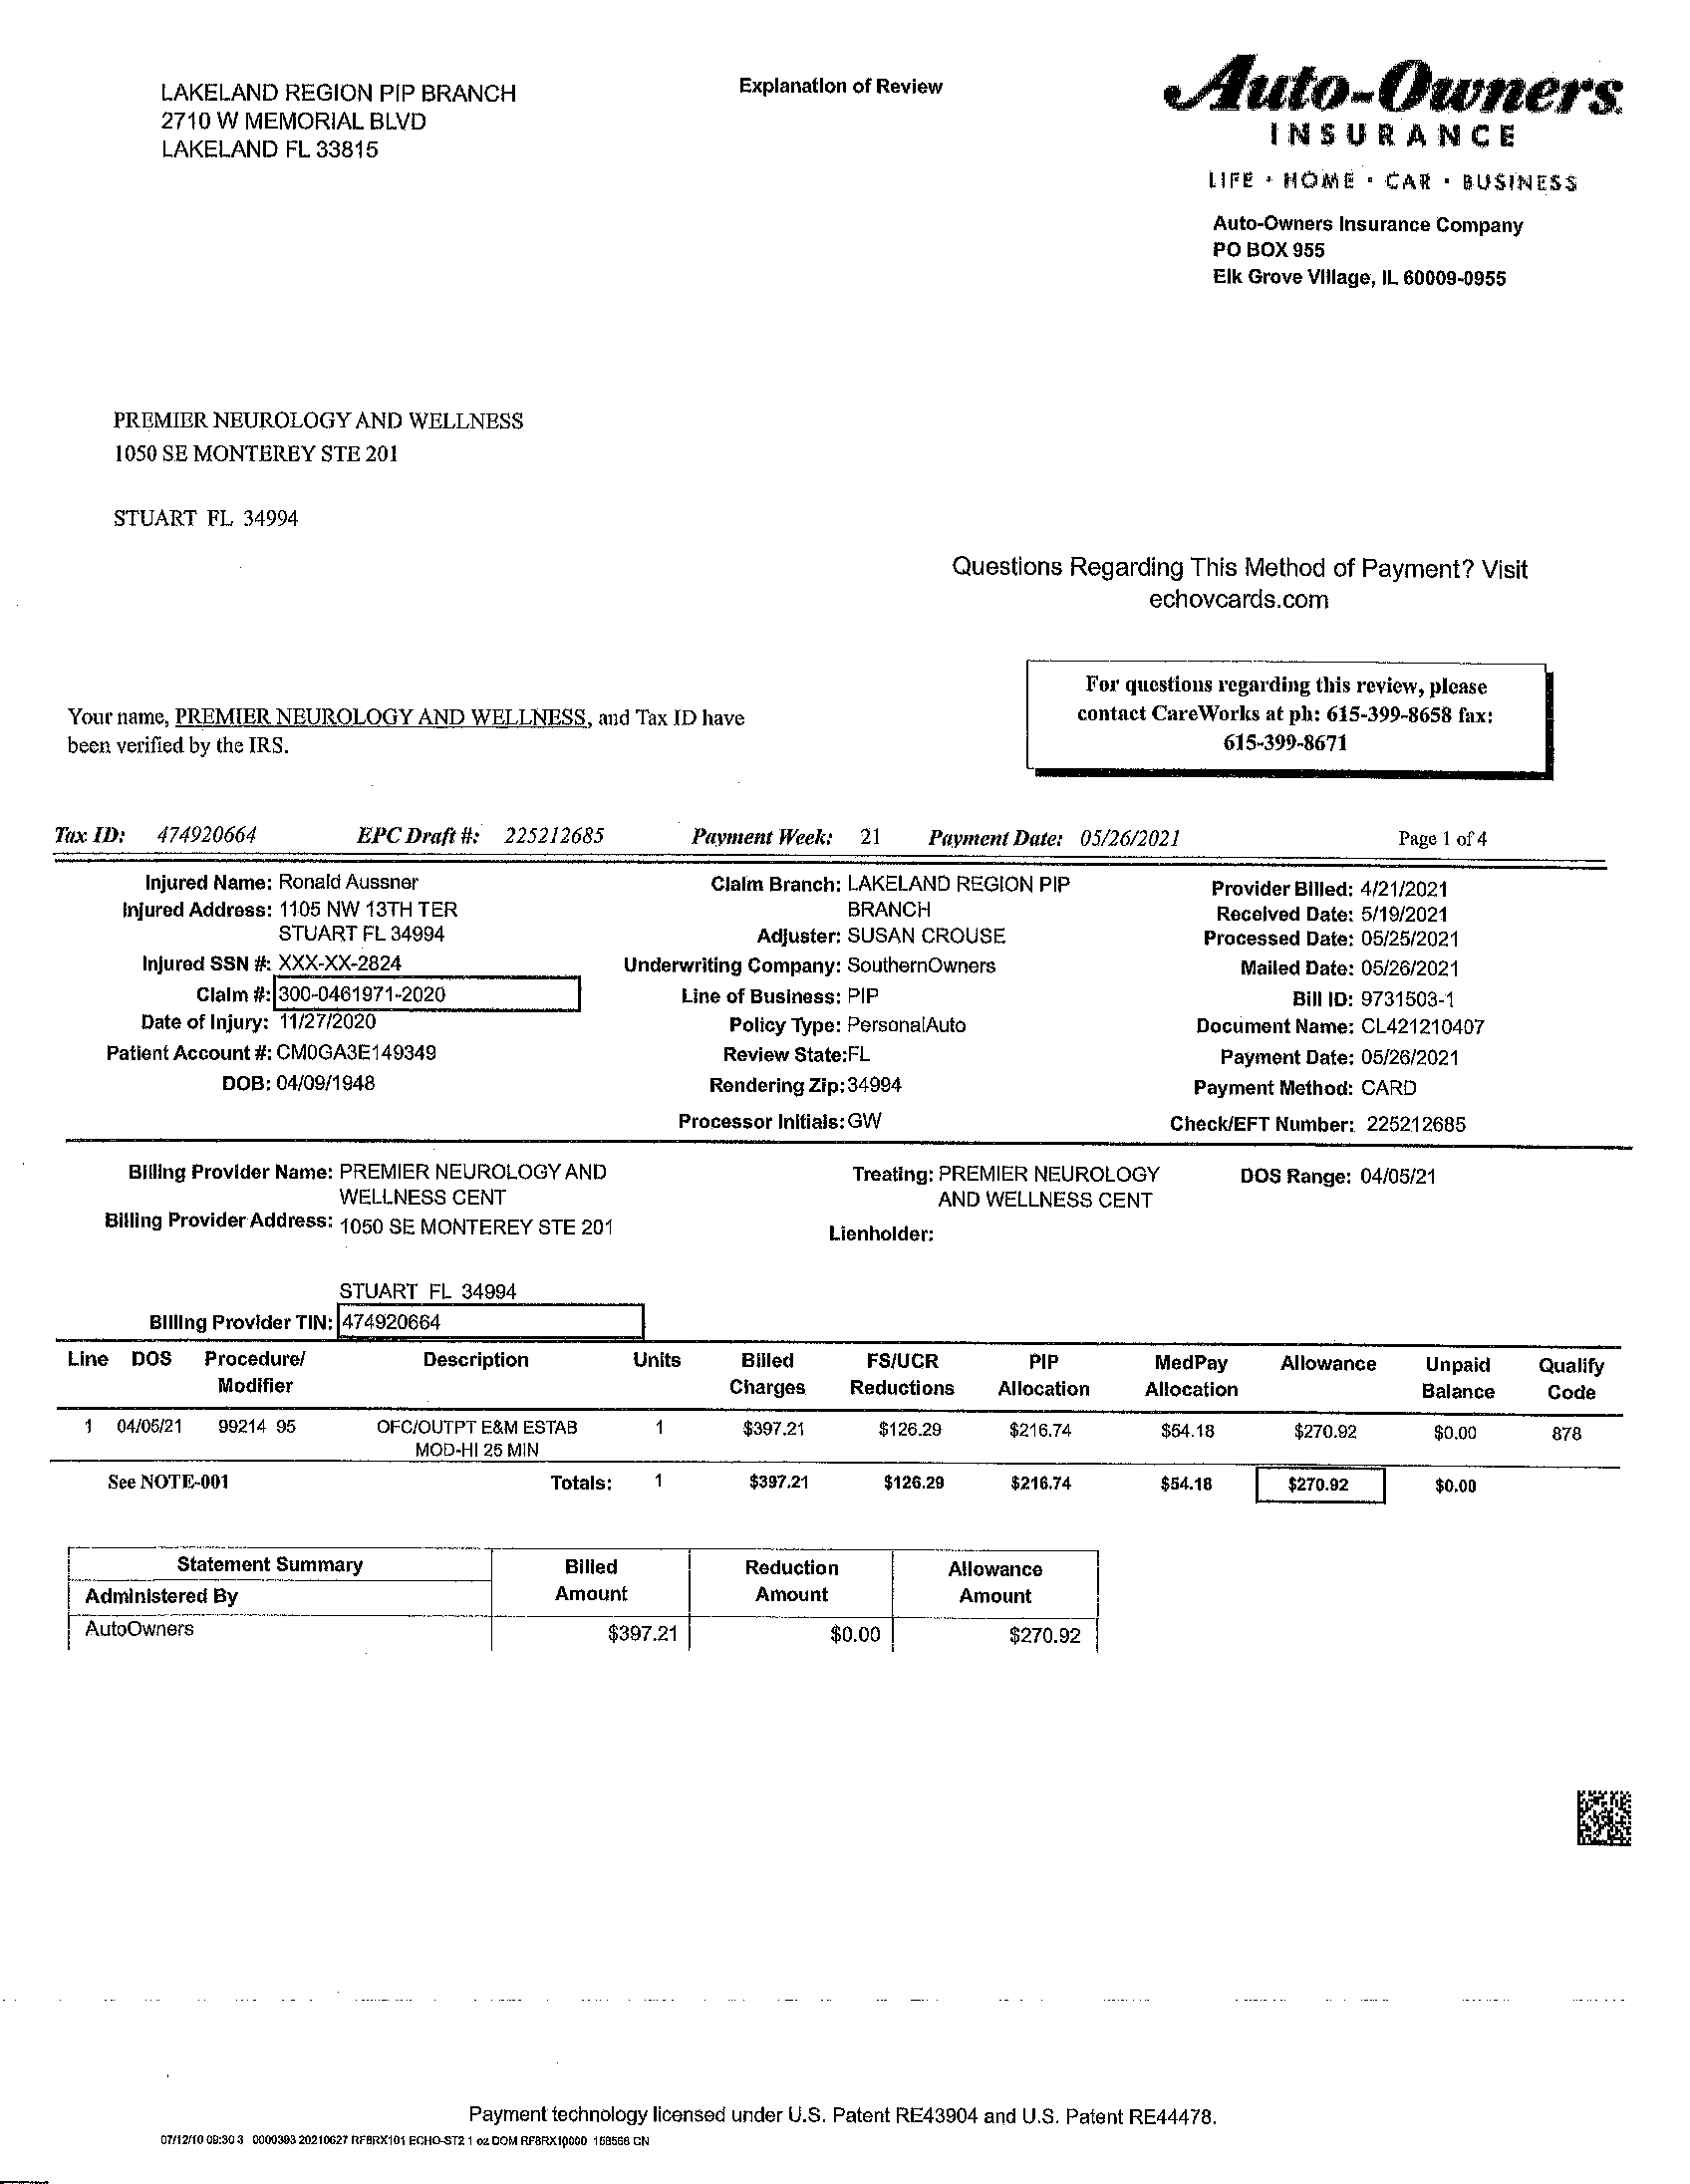 LAKELAND REGION PIP BRANCH
2710 W MEMORIAL BLVD
LAKELAND FL 33815
Explanation of Review
Auto-Owners
INSURANCE
LIFE • HOME • CAR • BUSINESS
Auto-Owners Insurance Company
PO BOX 955
Elk Grove Village, IL 60009-0955
PREMIER NEUROLOGY AND WELLNESS
1050 SE MONTEREY STE 201
STUART FL 34994
Questions Regarding This Method of Payment? Visit
echovcards.com
For questions regarding this review, please
contact CareWorks at ph: 615-399-8658 fax:
615-399-8671
Your name, PREMIER NEUROLOGY AND WELLNESS, and Tax ID have
been verified by the IRS.
Tax ID: 474920664 EPC Draft #: 225212685 Payment Week: 21 Payment Date: 05/26/2021 Page 1 of 4
Injured Name: Ronald Aussner
Injured Address: 1105 NW 13TH TER
STUART FL 34994
Injured SSN #: XXX-XX-2824
Claim #: 300-0461971-2020
Date of Injury: 11/27/2020
Patient Account #: CM0GA3E149349
DOB: 04/09/1948
Claim Branch: LAKELAND REGION PIP
BRANCH
Adjuster: SUSAN CROUSE
Underwriting Company: SouthernOwners
Line of Business: PIP
Policy Type: PersonalAuto
Review State:FL
Rendering Zip:34994
Processor Initials:GW
Provider Billed: 4/21/2021
Received Date: 5/19/2021
Processed Date: 05/25/2021
Mailed Date: 05/26/2021
Bill ID: 9731503-1
Document Name: CL421210407
Payment Date: 05/26/2021
Payment Method: CARD
Check/EFT Number: 225212685
Billing Provider Name: PREMIER NEUROLOGY AND
WELLNESS CENT
Billing Provider Address: 1050 SE MONTEREY STE 201
STUART FL 34994
Billing Provider TIN: 474920664
Treating: PREMIER NEUROLOGY
AND WELLNESS CENT
Lienholder:
DOS Range: 04/05/21
Line DOS Procedure/ Description Units Billed FS/UCR PIP MedPay Allowance Unpaid Qualify
Modifier Charges Reductions Allocation Allocation Balance Code
1 04/05/21 99214 95 OFC/OUTPT E&M ESTAB 1 $397.21 $126.29 $216.74 $54.18 $270.92 $0.00 878
MOD-HI 25 MIN
See NOTE-001 Totals: 1 $397.21 $126.29 $216.74 $54.18 $270.92 $0.00
Statement Summary Billed Reduction Allowance
Administered By Amount Amount Amount
AutoOwners $397.21 $0.00 $270.92
Payment technology licensed under U.S. Patent RE43904 and U.S. Patent RE44478.
07/12/10 09:30 3 0000393 20210527 RF8RX101 ECHO-ST2 1 oz DOM RF8RX10000 158566 CN